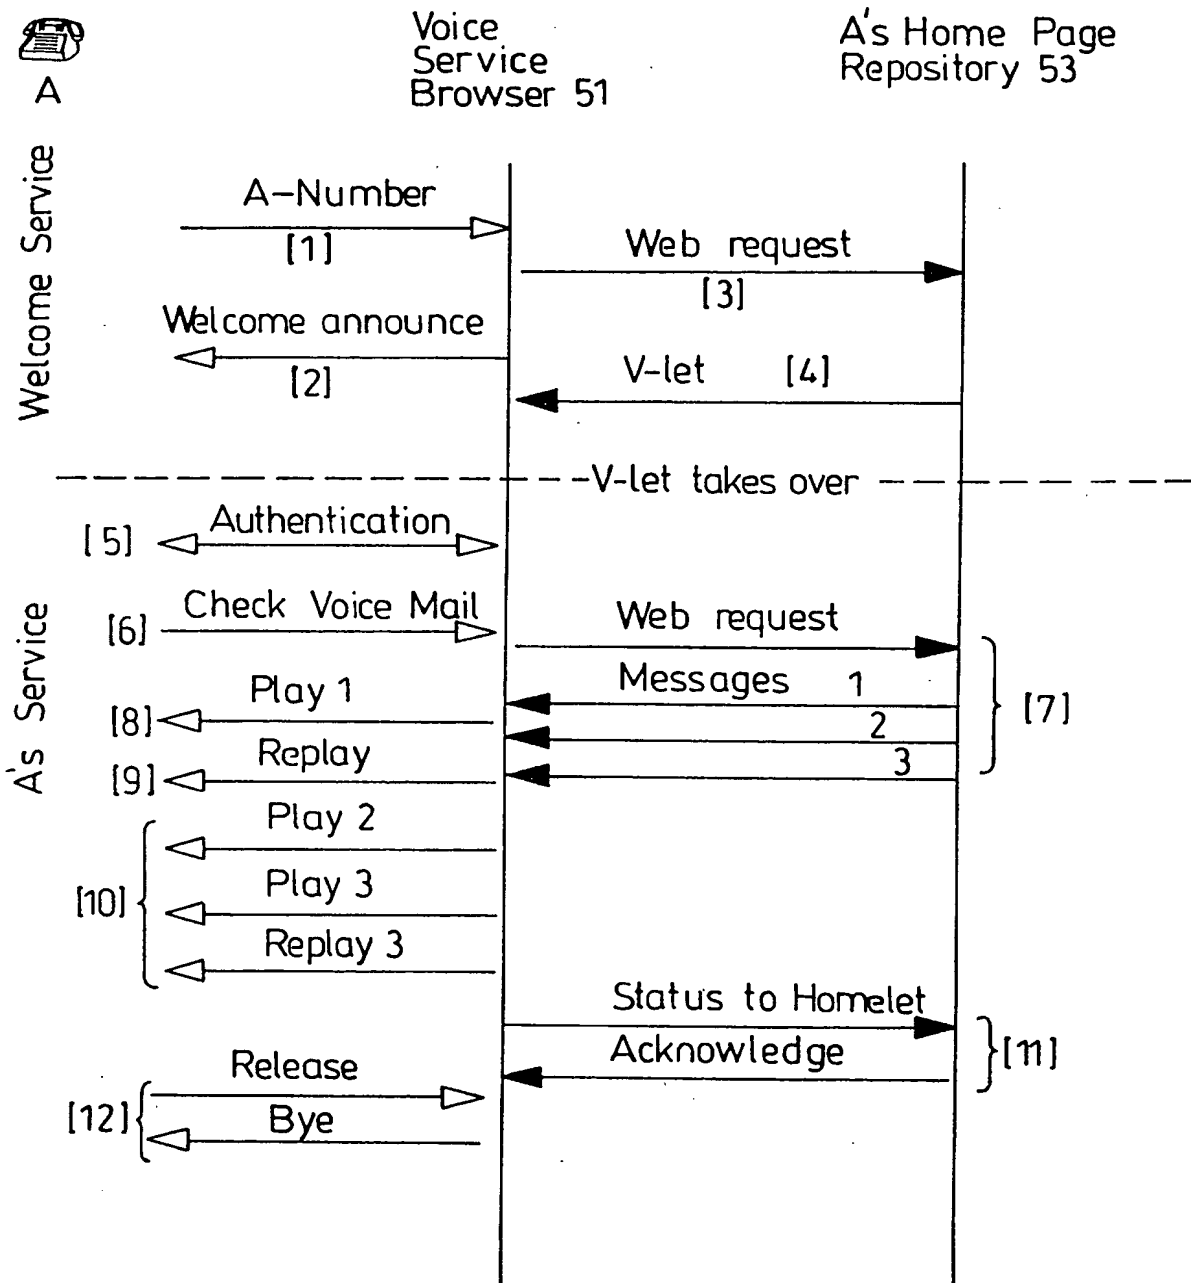 A
Voice
Service
Browser 51
A's Home Page
Repository 53
Welcome Service
A-Number
[1]
Web request
[3]
Welcome announce
[2]
V-let [4]
V-let takes over
A's Service
[5] Authentication
[6] Check Voice Mail
Web request
Messages 1
2
3
[7]
Play 1
[8]
Replay
[9]
Play 2
Play 3
Replay 3
[10]
Status to Homelet
Acknowledge
[11]
Release
Bye
[12]